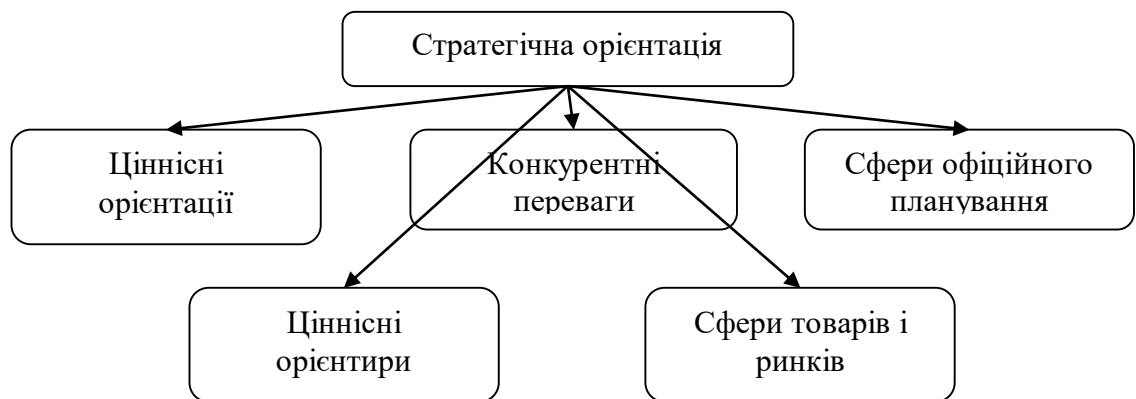 Стратегічна орієнтація
Ціннісні
орієнтації
Конкурентні
переваги
Сфери офіційного
планування
Ціннісні
орієнтири
Сфери товарів і
ринків